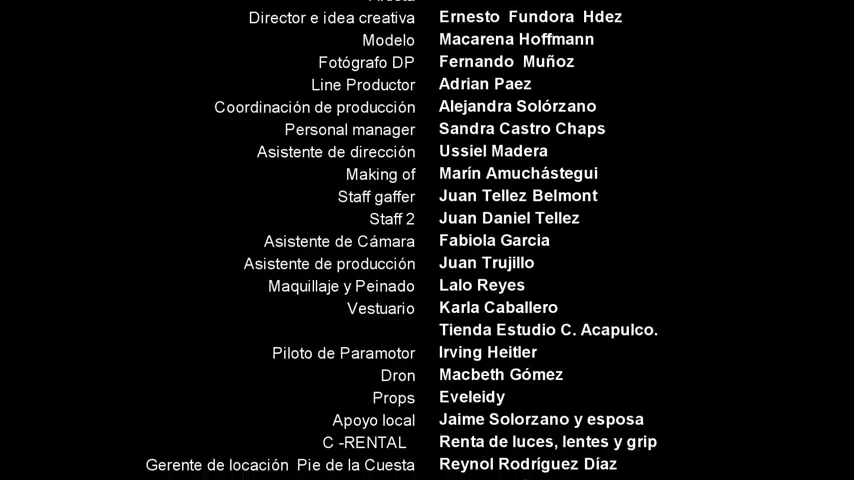 Director e idea creativa Ernesto Fundora Hdez
Modelo Macarena Hoffmann
Fotógrafo DP Fernando Muñoz
Line Productor Adrian Paez
Coordinación de producción Alejandra Solórzano
Personal manager Sandra Castro Chaps
Asistente de dirección Ussiel Madera
Making of Marín Amuchástegui
Staff gaffer Juan Tellez Belmont
Staff 2 Juan Daniel Tellez
Asistente de Cámara Fabiola Garcia
Asistente de producción Juan Trujillo
Maquillaje y Peinado Lalo Reyes
Vestuario Karla Caballero
Tienda Estudio C. Acapulco.
Piloto de Paramotor Irving Heitler
Dron Macbeth Gómez
Props Eveleidy
Apoyo local Jaime Solorzano y esposa
C -RENTAL Renta de luces, lentes y grip
Gerente de locación Pie de la Cuesta Reynol Rodríguez Díaz